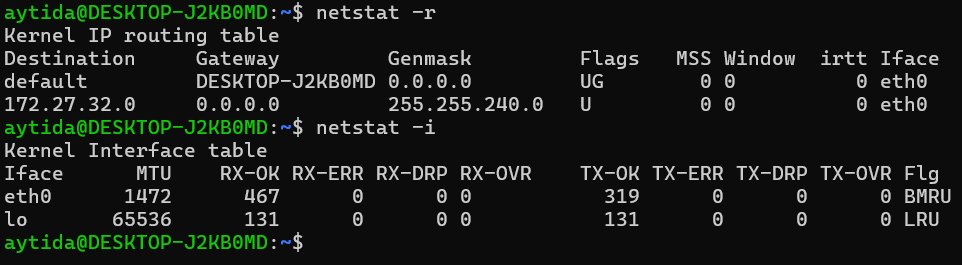 aytida@DESKTOP-J2KB0MD:~$ netstat -r
Kernel IP routing table
Destination     Gateway         Genmask         Flags   MSS Window  irtt Iface
default         DESKTOP-J2KB0MD 0.0.0.0         UG        0 0          0 eth0
172.27.32.0     0.0.0.0         255.255.240.0   U         0 0          0 eth0
aytida@DESKTOP-J2KB0MD:~$ netstat -i
Kernel Interface table
Iface      MTU    RX-OK RX-ERR RX-DRP RX-OVR    TX-OK TX-ERR TX-DRP TX-OVR Flg
eth0      1472      467      0      0 0           319      0      0      0 BMRU
lo       65536      131      0      0 0           131      0      0      0 LRU
aytida@DESKTOP-J2KB0MD:~$